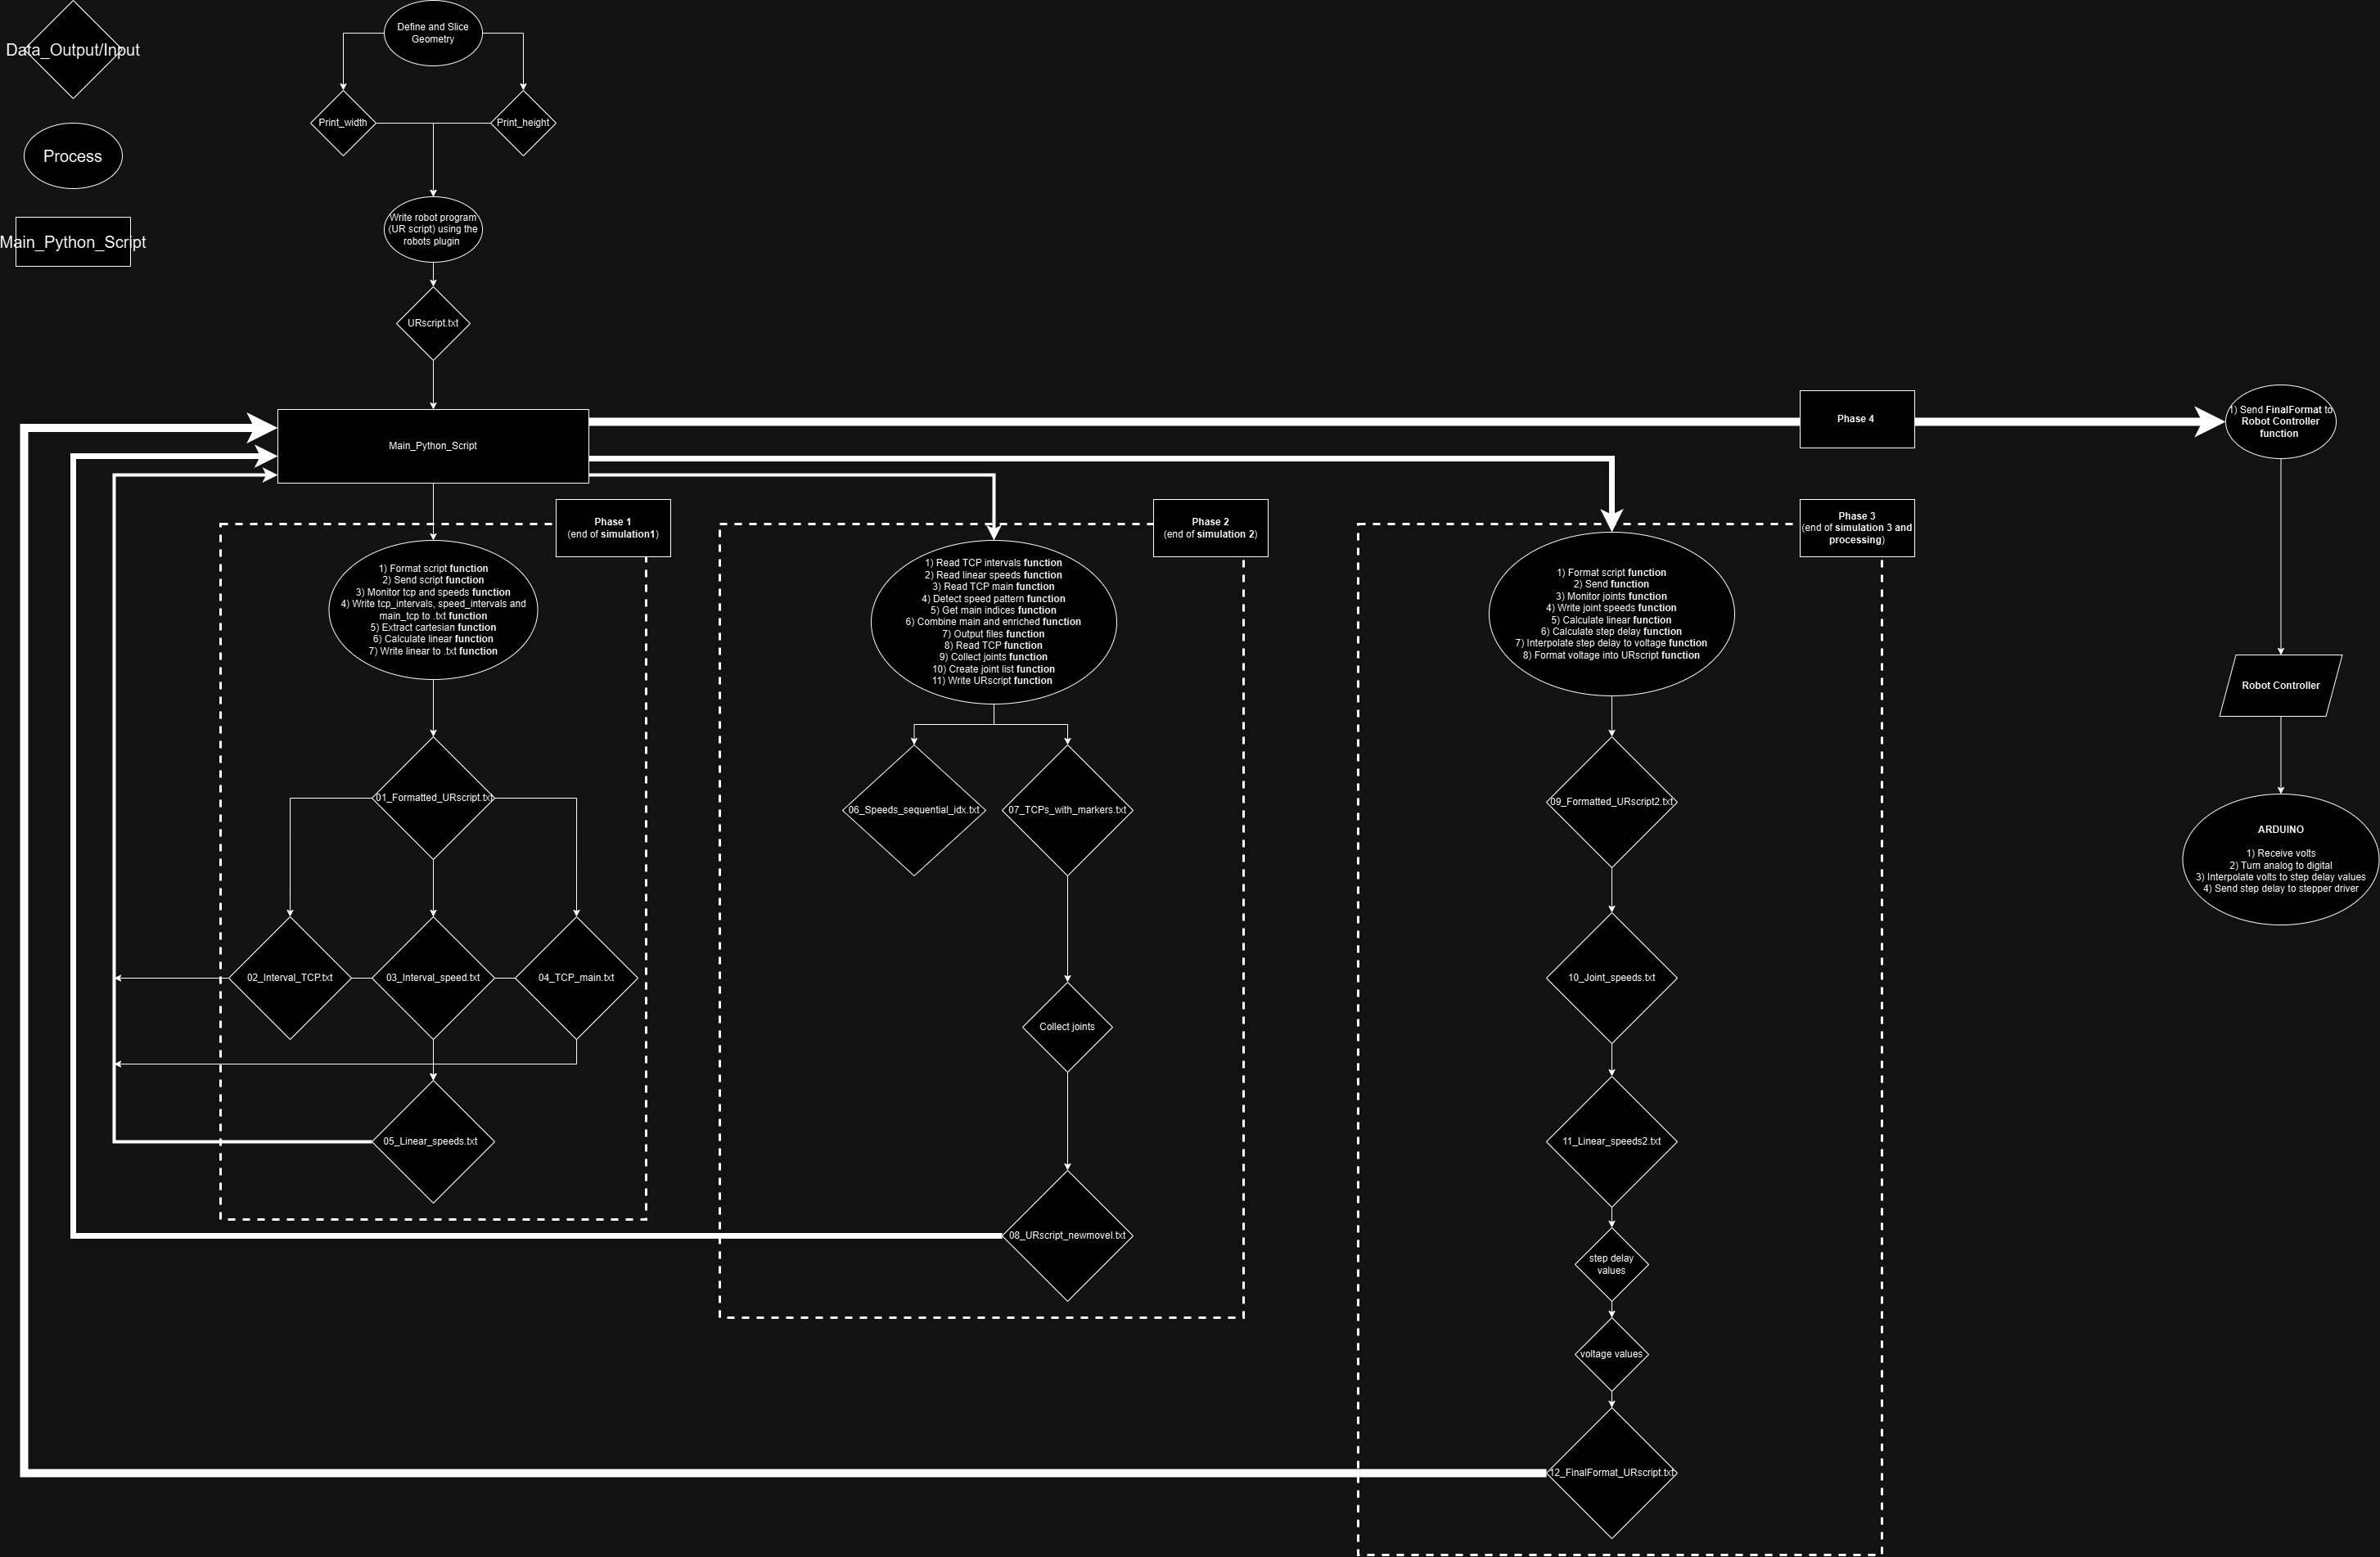 Data_Output/Input
Process
Main_Python_Script
Define and Slice
Geometry
Print_width
Print_height
Write robot program
(UR script) using the
robots plugin
URscript.txt
Main_Python_Script
Phase 4
1) Send FinalFormat to
Robot Controller
function
Phase 1
(end of simulation1)
1) Format script function
2) Send script function
3) Monitor tcp and speeds function
4) Write tcp_intervals, speed_intervals and
main_tcp to .txt function
5) Extract cartesian function
6) Calculate linear function
7) Write linear to .txt function
01_Formatted_URscript.txt
02_Interval_TCP.txt
03_Interval_speed.txt
04_TCP_main.txt
05_Linear_speeds.txt
Phase 2
(end of simulation 2)
1) Read TCP intervals function
2) Read linear speeds function
3) Read TCP main function
4) Detect speed pattern function
5) Get main indices function
6) Combine main and enriched function
7) Output files function
8) Read TCP function
9) Collect joints function
10) Create joint list function
11) Write URscript function
06_Speeds_sequential_idx.txt
07_TCPs_with_markers.txt
Collect joints
08_URscript_newmovel.txt
Phase 3
(end of simulation 3 and
processing)
1) Format script function
2) Send function
3) Monitor joints function
4) Write joint speeds function
5) Calculate linear function
6) Calculate step delay function
7) Interpolate step delay to voltage function
8) Format voltage into URscript function
09_Formatted_URscript2.txt
10_Joint_speeds.txt
11_Linear_speeds2.txt
step delay
values
voltage values
12_FinalFormat_URscript.txt
Robot Controller
ARDUINO
1) Receive volts
2) Turn analog to digital
3) Interpolate volts to step delay values
4) Send step delay to stepper driver